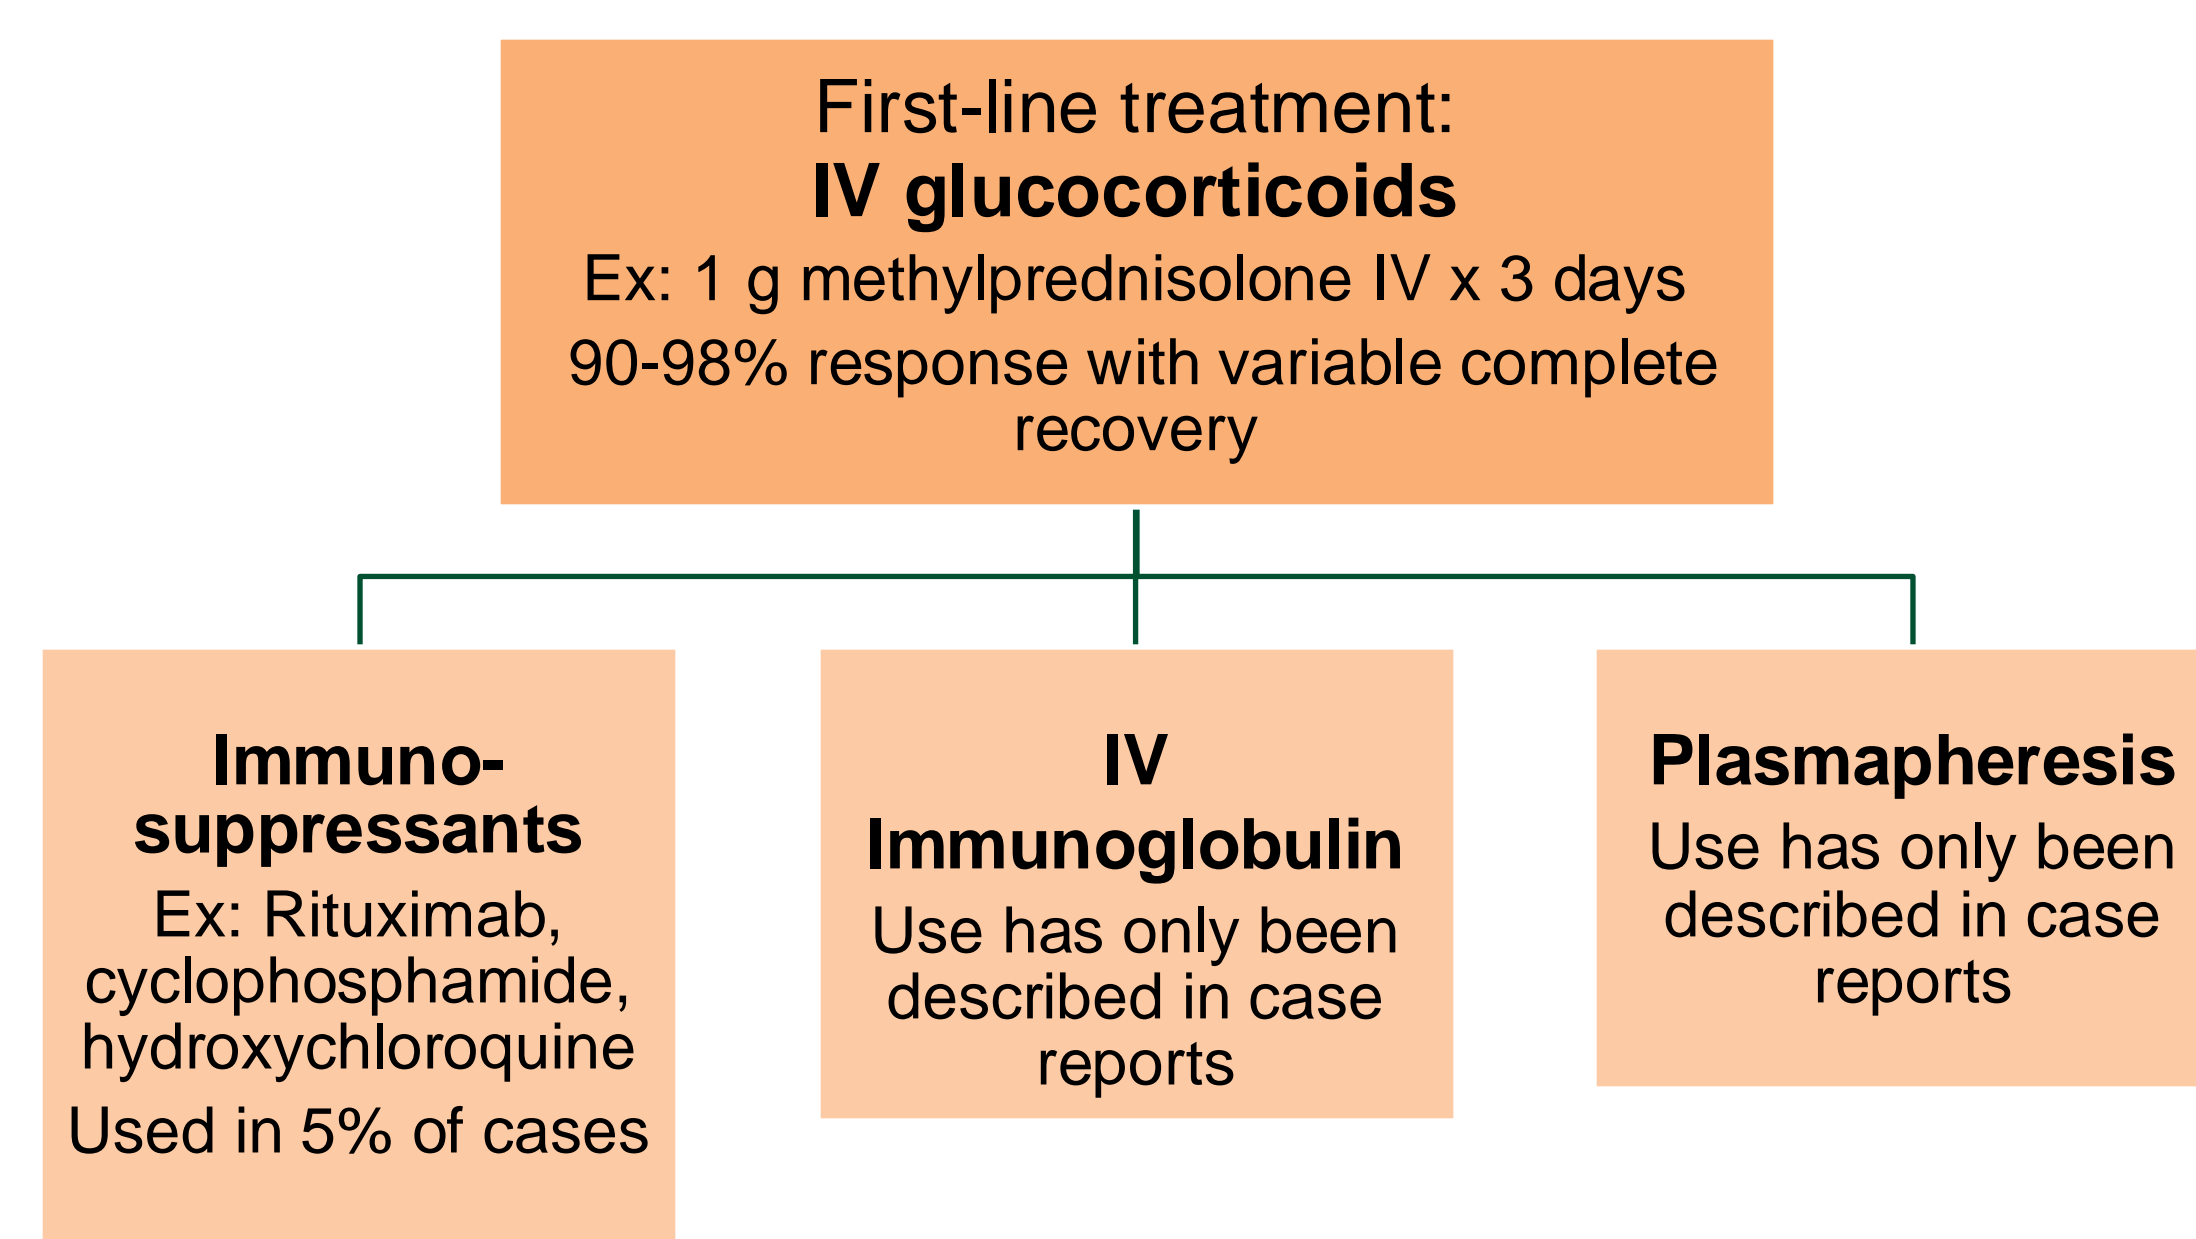 First-line treatment:
IV glucocorticoids
Ex: 1 g methylprednisolone IV x 3 days
90-98% response with variable complete
recovery
Immuno-
suppressants
Ex: Rituximab,
cyclophosphamide,
hydroxychloroquine
Used in 5% of cases
IV
Immunoglobulin
Use has only been
described in case
reports
Plasmapheresis
Use has only been
described in case
reports